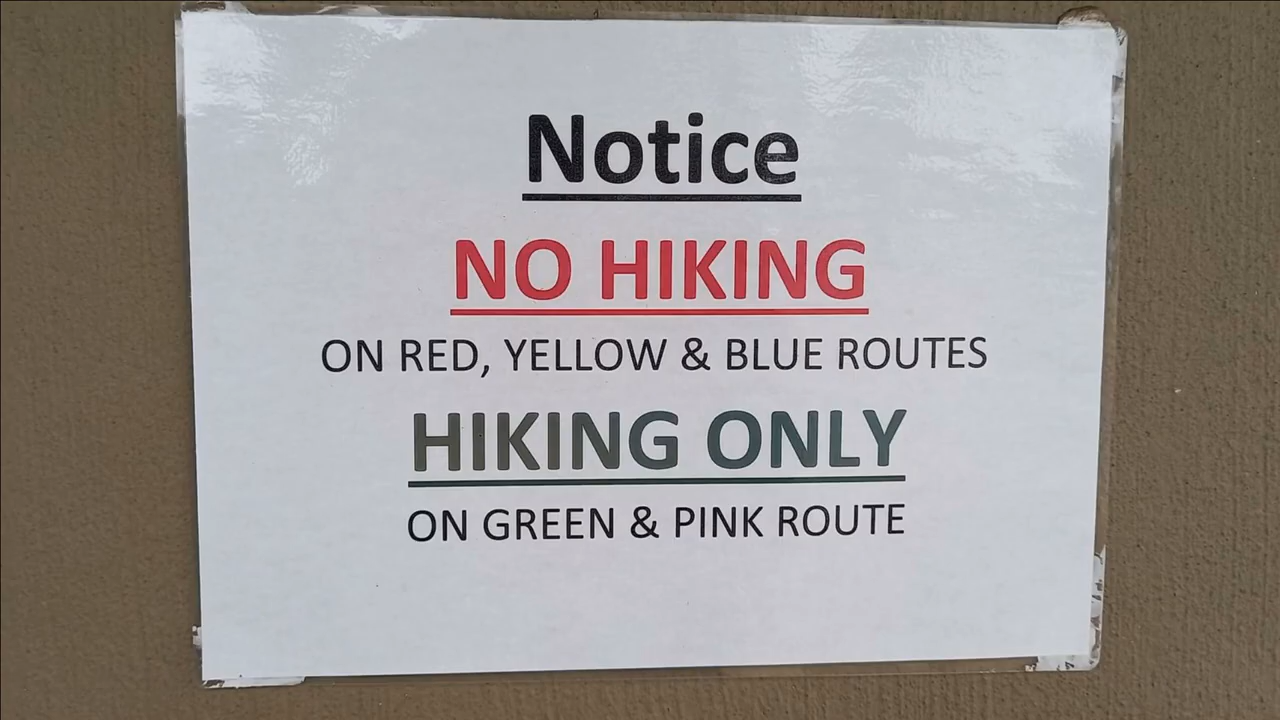 Notice
NO HIKING
ON RED, YELLOW & BLUE ROUTES
HIKING ONLY
ON GREEN & PINK ROUTE